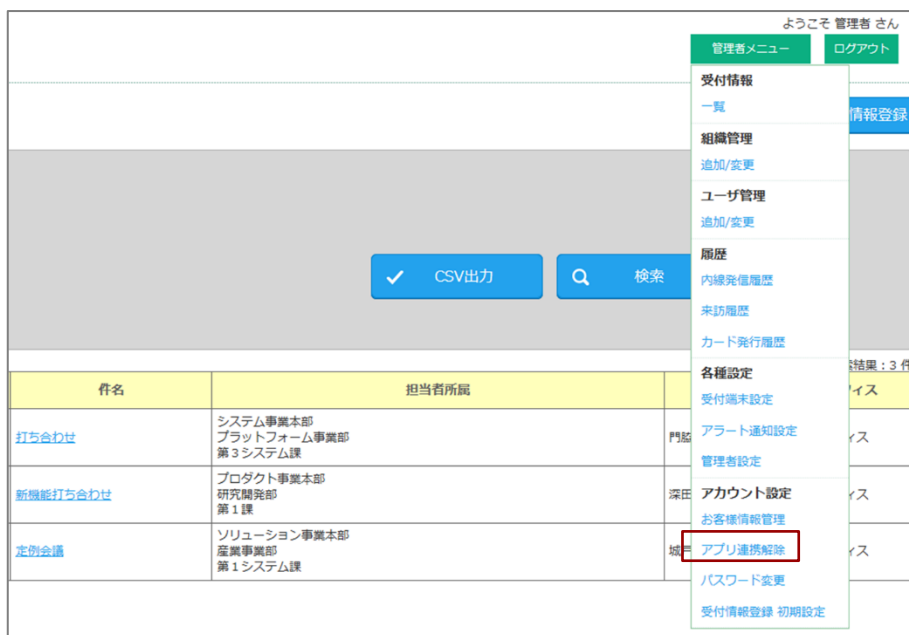 ようこそ 管理者 さん
管理者メニュー
ログアウト
受付情報
一覧
情報登録
組織管理
追加/変更
ユーザ管理
追加/変更
履歴
内線発信履歴
来訪履歴
カード発行履歴
CSV出力
検索
結果：3 件
各種設定
受付端末設定
アラート通知設定
管理者設定
アカウント設定
お客様情報管理
アプリ連携解除
パスワード変更
受付情報登録 初期設定
件名
担当者所属
ィス
打ち合わせ
システム事業本部
プラットフォーム事業部
第３システム課
門脇
ィス
新機能打ち合わせ
プロダクト事業本部
研究開発部
第１課
深田
ィス
定例会議
ソリューション事業本部
産業事業部
第１システム課
城戸
ィス